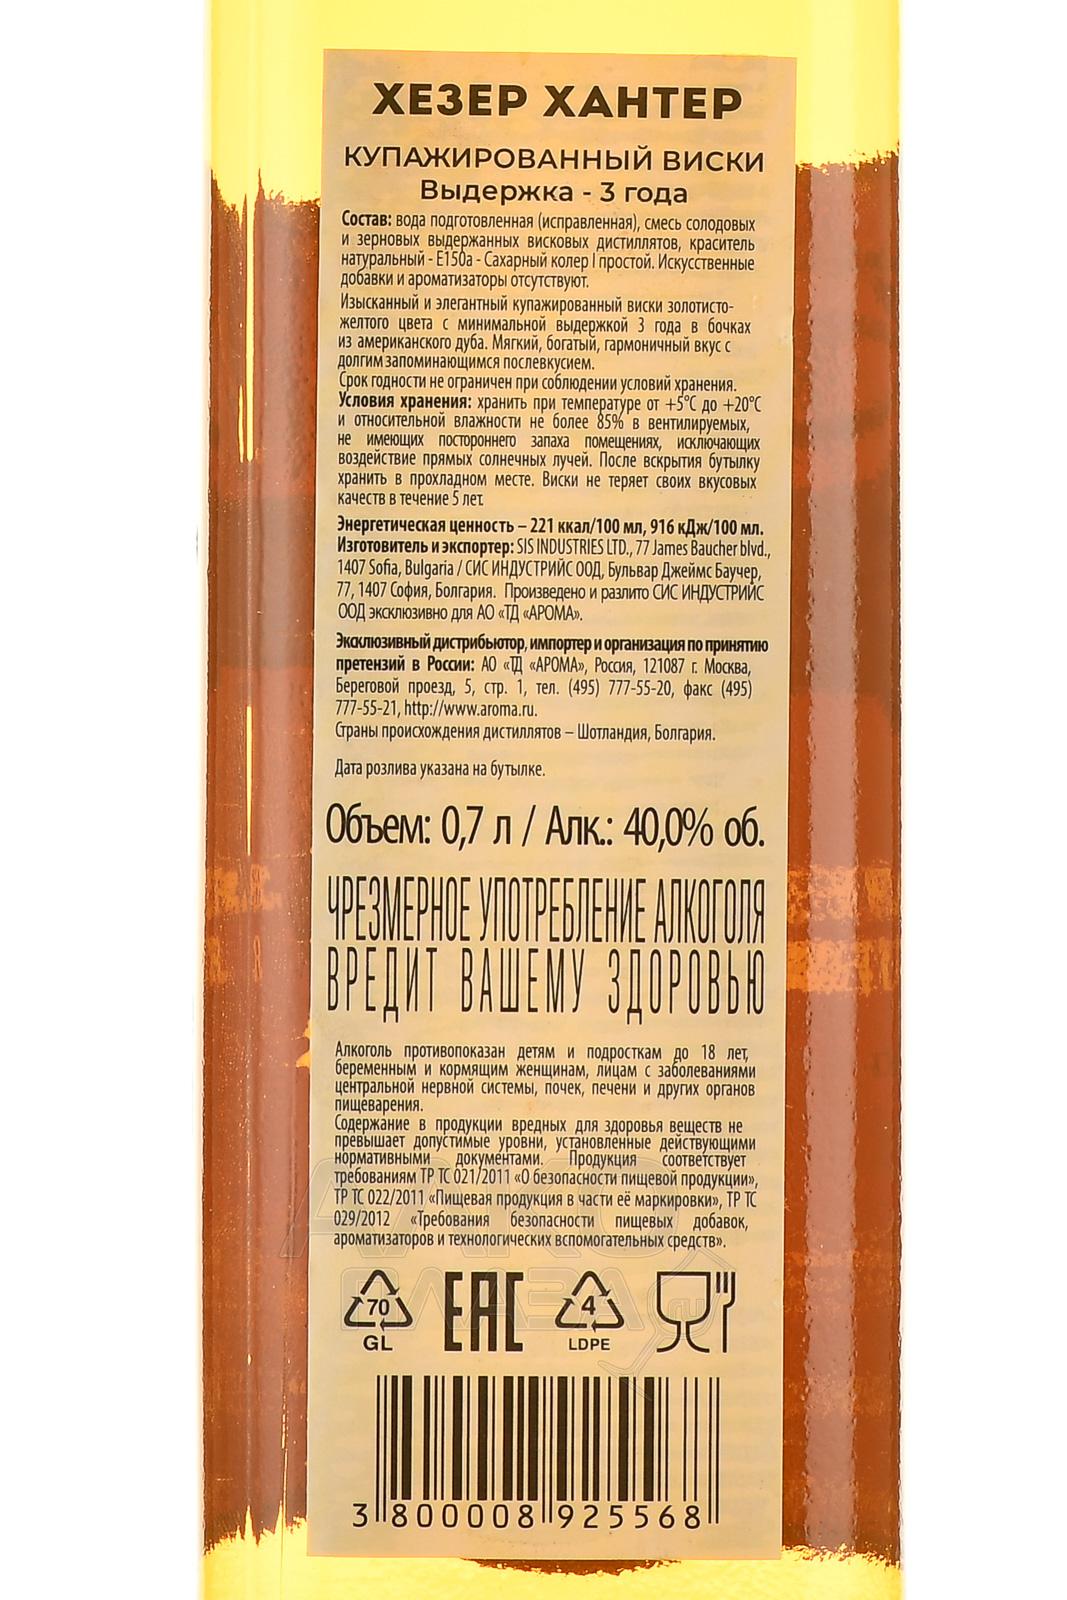 ХЕЗЕР ХАНТЕР
КУПАЖИРОВАННЫЙ ВИСКИ
Выдержка - 3 года
Состав: вода подготовленная (исправленная), смесь солодовых
и зерновых выдержанных висковых дистиллятов, краситель
натуральный - Е150а - Сахарный колер I простой. Искусственные
добавки и ароматизаторы отсутствуют.
Изысканный и элегантный купажированный виски золотисто-
желтого цвета с минимальной выдержкой 3 года в бочках
из американского дуба. Мягкий, богатый, гармоничный вкус с
долгим запоминающимся послевкусием.
Срок годности не ограничен при соблюдении условий хранения.
Условия хранения: хранить при температуре от +5°С до +20°С
и относительной влажности не более 85% в вентилируемых,
не имеющих постороннего запаха помещениях, исключающих
воздействие прямых солнечных лучей. После вскрытия бутылку
хранить в прохладном месте. Виски не теряет своих вкусовых
качеств в течение 5 лет.
Энергетическая ценность – 221 ккал/100 мл, 916 кДж/100 мл.
Изготовитель и экспортер: SIS INDUSTRIES LTD., 77 James Baucher blvd.,
1407 Sofia, Bulgaria / СИС ИНДУСТРИЙС ООД, Бульвар Джеймс Баучер,
77, 1407 София, Болгария. Произведено и разлито СИС ИНДУСТРИЙС
ООД эксклюзивно для АО «ТД «АРОМА».
Эксклюзивный дистрибьютор, импортер и организация по принятию
претензий в России: АО «ТД «АРОМА», Россия, 121087 г. Москва,
Береговой проезд, 5, стр. 1, тел. (495) 777-55-20, факс (495)
777-55-21, http://www.aroma.ru.
Страны происхождения дистиллятов – Шотландия, Болгария.
Дата розлива указана на бутылке.
Объем: 0,7 л / Алк.: 40,0% об.
ЧРЕЗМЕРНОЕ УПОТРЕБЛЕНИЕ АЛКОГОЛЯ
ВРЕДИТ ВАШЕМУ ЗДОРОВЬЮ
Алкоголь противопоказан детям и подросткам до 18 лет,
беременным и кормящим женщинам, лицам с заболеваниями
центральной нервной системы, почек, печени и других органов
пищеварения.
Содержание в продукции вредных для здоровья веществ не
превышает допустимые уровни, установленные действующими
нормативными документами. Продукция соответствует
требованиям ТР ТС 021/2011 «О безопасности пищевой продукции»,
ТР ТС 022/2011 «Пищевая продукция в части её маркировки», ТР ТС
029/2012 «Требования безопасности пищевых добавок,
ароматизаторов и технологических вспомогательных средств».
АЛКО
ПЛАЗА
70 EAC 4
GL LDPE
3 800008 925568